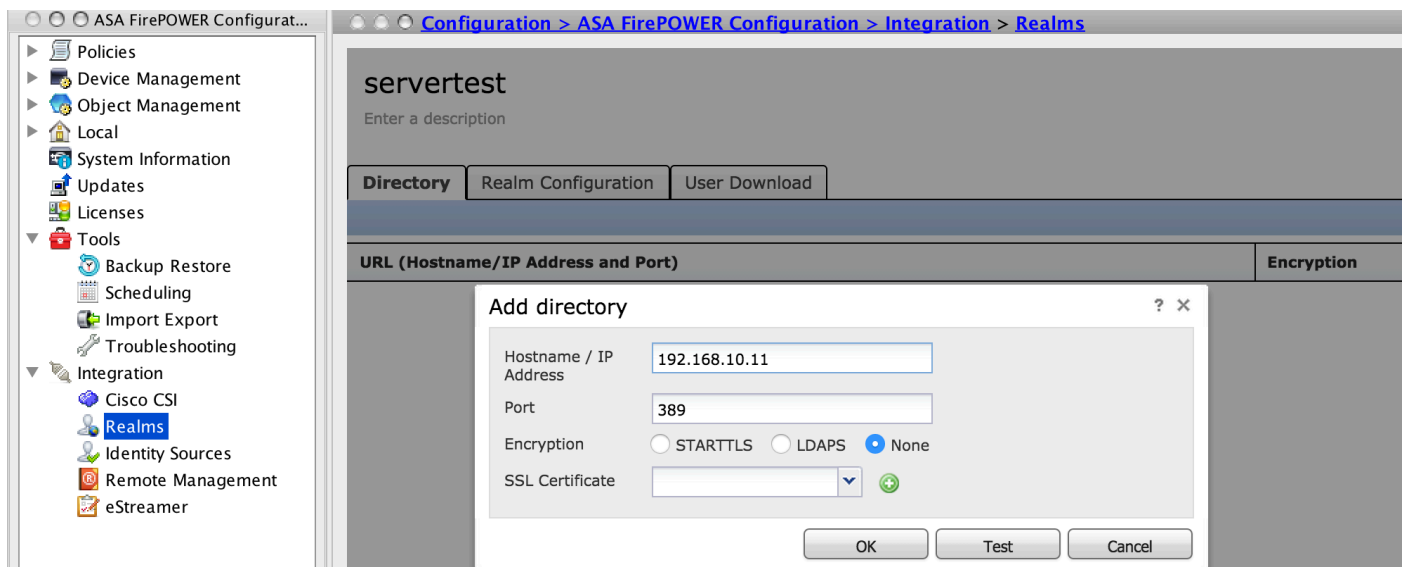 ASA FirePOWER Configurat...
Policies
Device Management
Object Management
Local
System Information
Updates
Licenses
Tools
Backup Restore
Scheduling
Import Export
Troubleshooting
Integration
Cisco CSI
Realms
Identity Sources
Remote Management
eStreamer
Configuration > ASA FirePOWER Configuration > Integration > Realms
servertest
Enter a description
Directory
Realm Configuration
User Download
URL (Hostname/IP Address and Port)
Encryption
Add directory
? ×
Hostname / IP
Address
192.168.10.11
Port
389
Encryption
STARTTLS
LDAPS
None
SSL Certificate
OK
Test
Cancel